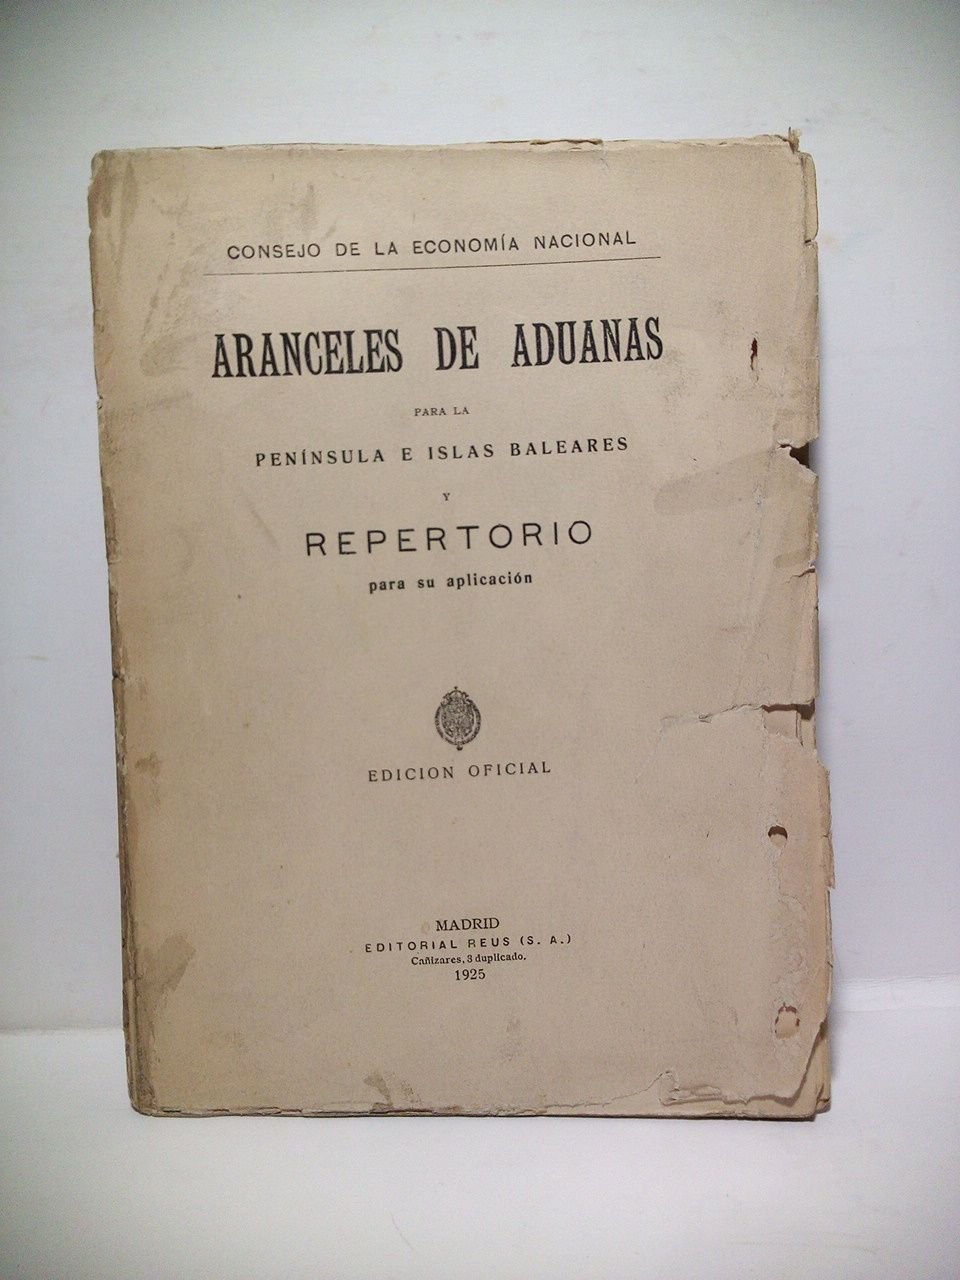 CONSEJO DE LA ECONOMÍA NACIONAL
ARANCELES DE ADUANAS
PARA LA
PENÍNSULA E ISLAS BALEARES
Y
REPERTORIO
para su aplicación
EDICION OFICIAL
MADRID
EDITORIAL REUS (S. A.)
Cañizares, 3 duplicado.
1925